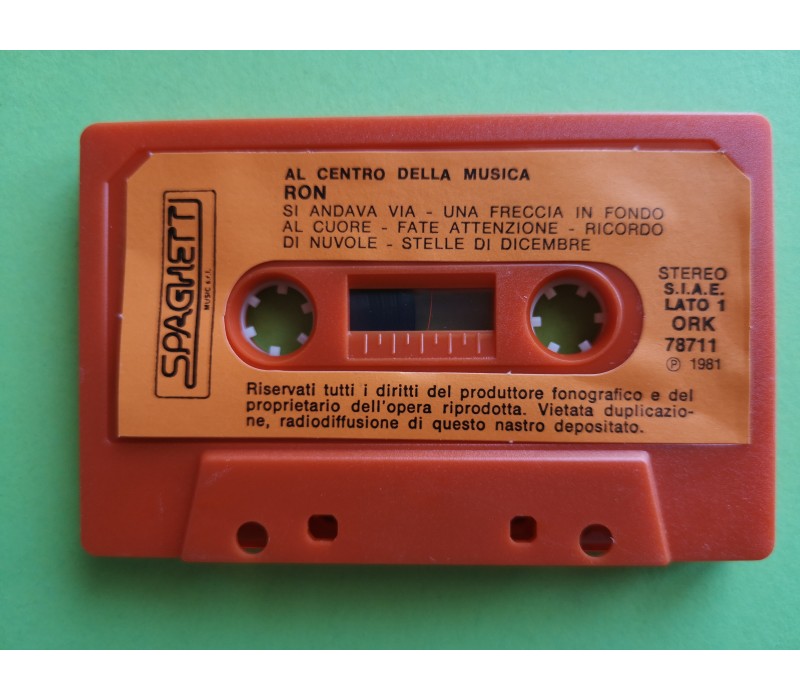 AL CENTRO DELLA MUSICA
RON
SI ANDAVA VIA - UNA FRECCIA IN FONDO
AL CUORE - FATE ATTENZIONE - RICORDO
DI NUVOLE - STELLE DI DICEMBRE
SPAGHETTI
MUSIC s.r.l.
STEREO
S.I.A.E.
LATO 1
ORK
78711
Ⓟ 1981
Riservati tutti i diritti del produttore fonografico e del
proprietario dell'opera riprodotta. Vietata duplicazio-
ne, radiodiffusione di questo nastro depositato.